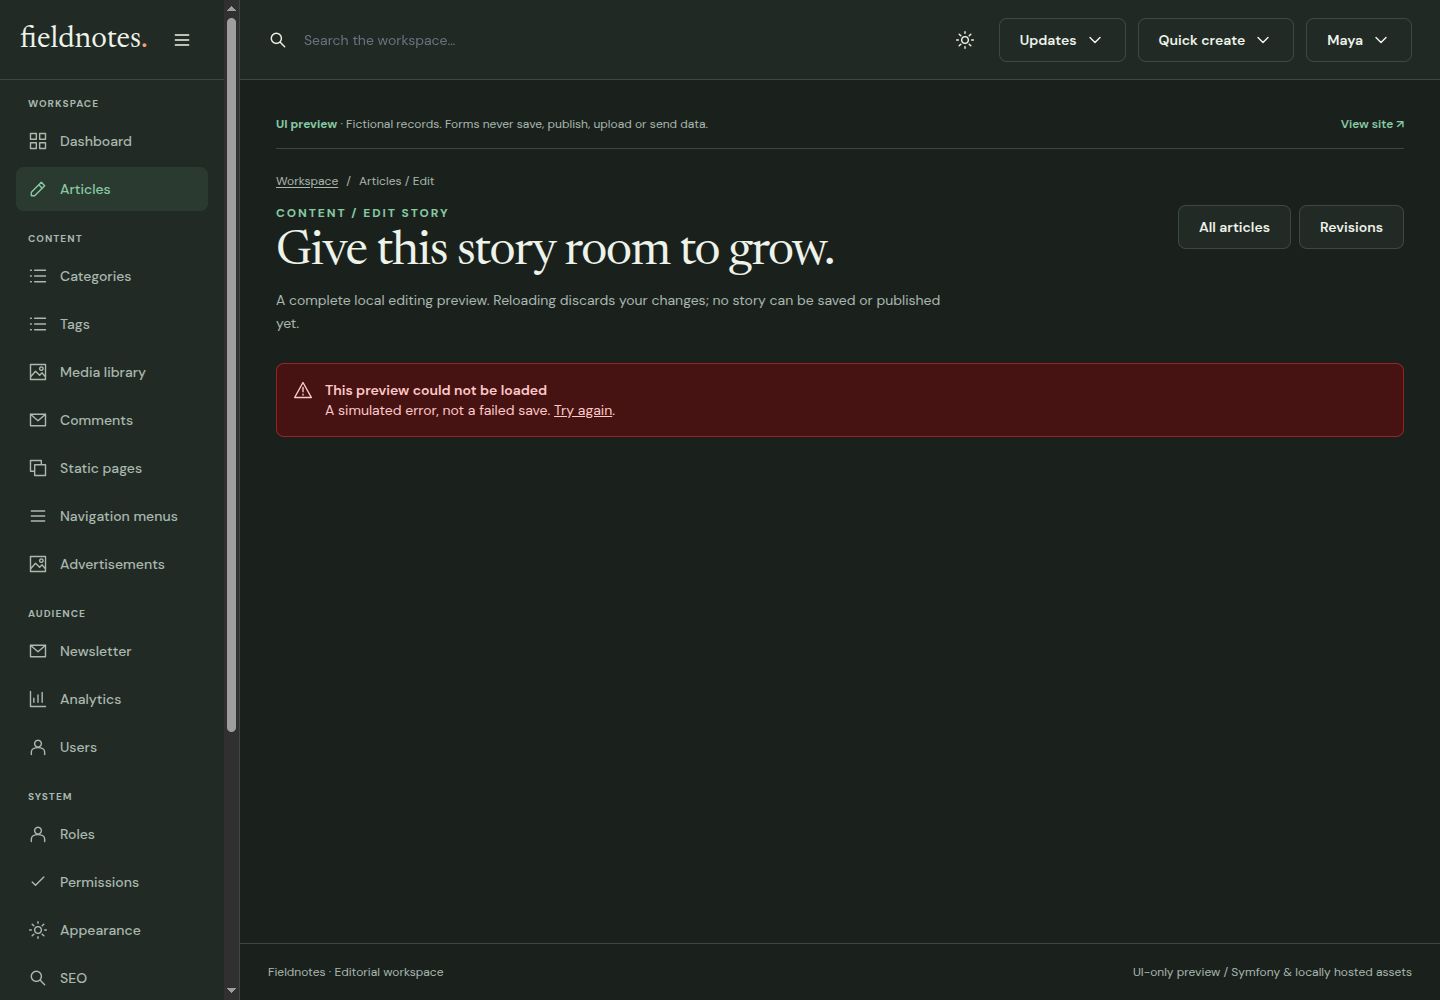 fieldnotes.
Search the workspace...
Updates
Quick create
Maya
WORKSPACE
Dashboard
Articles
CONTENT
Categories
Tags
Media library
Comments
Static pages
Navigation menus
Advertisements
AUDIENCE
Newsletter
Analytics
Users
SYSTEM
Roles
Permissions
Appearance
SEO
UI preview · Fictional records. Forms never save, publish, upload or send data.
View site
Workspace / Articles / Edit
CONTENT / EDIT STORY
Give this story room to grow.
All articles
Revisions
A complete local editing preview. Reloading discards your changes; no story can be saved or published
yet.
This preview could not be loaded
A simulated error, not a failed save. Try again.
Fieldnotes · Editorial workspace
UI-only preview / Symfony & locally hosted assets